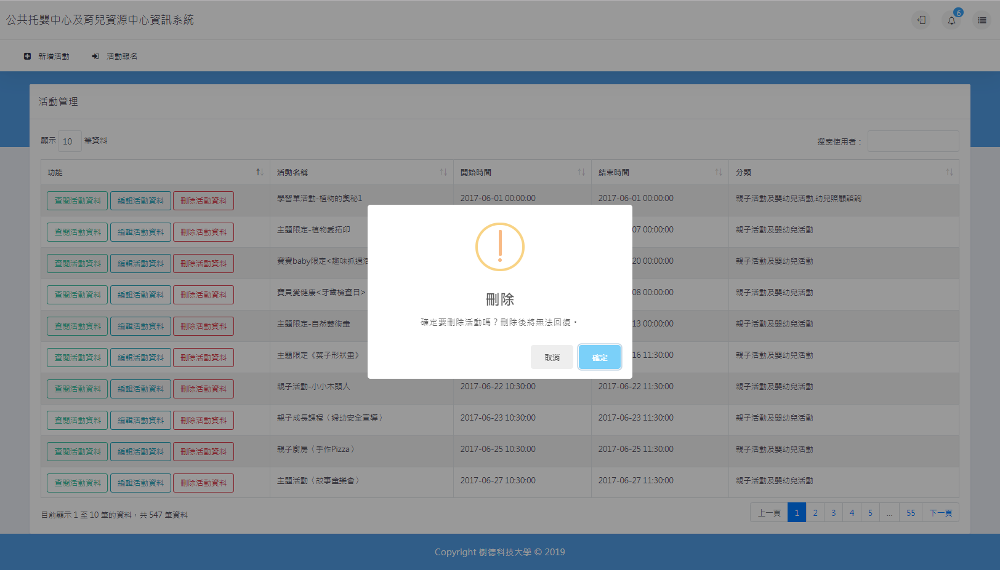 公共托嬰中心及育兒資源中心資訊系統
6
新增活動 活動報名
活動管理
顯示 10 筆資料 搜索使用者：
功能 活動名稱 開始時間 結束時間 分類
查閱活動資料 編輯活動資料 刪除活動資料 學習單活動-植物的奧秘1 2017-06-01 00:00:00 2017-06-01 00:00:00 親子活動及嬰幼兒活動,幼兒照顧諮詢
查閱活動資料 編輯活動資料 刪除活動資料 主題限定-植物愛拓印 07 00:00:00 親子活動及嬰幼兒活動
查閱活動資料 編輯活動資料 刪除活動資料 寶寶baby限定<趣味抓週活 20 00:00:00 親子活動及嬰幼兒活動
查閱活動資料 編輯活動資料 刪除活動資料 寶貝愛健康<牙齒檢查日> 08 00:00:00 親子活動及嬰幼兒活動
查閱活動資料 編輯活動資料 刪除活動資料 主題限定-自然藝術畫 13 00:00:00 親子活動及嬰幼兒活動
查閱活動資料 編輯活動資料 刪除活動資料 主題限定《葉子形狀畫》 16 11:30:00 親子活動及嬰幼兒活動
查閱活動資料 編輯活動資料 刪除活動資料 親子活動-小小木頭人 2017-06-22 10:30:00 2017-06-22 11:30:00 親子活動及嬰幼兒活動
查閱活動資料 編輯活動資料 刪除活動資料 親子成長課程（婦幼安全宣導） 2017-06-23 10:30:00 2017-06-23 11:30:00 親子活動及嬰幼兒活動
查閱活動資料 編輯活動資料 刪除活動資料 親子廚房（手作Pizza） 2017-06-25 10:30:00 2017-06-25 11:30:00 親子活動及嬰幼兒活動
查閱活動資料 編輯活動資料 刪除活動資料 主題活動（故事童樂會） 2017-06-27 10:30:00 2017-06-27 11:30:00 親子活動及嬰幼兒活動
刪除
確定要刪除活動嗎？刪除後將無法回復。
取消 確定
目前顯示 1 至 10 筆的資料，共 547 筆資料
上一頁 1 2 3 4 5 ... 55 下一頁
Copyright 樹德科技大學 © 2019